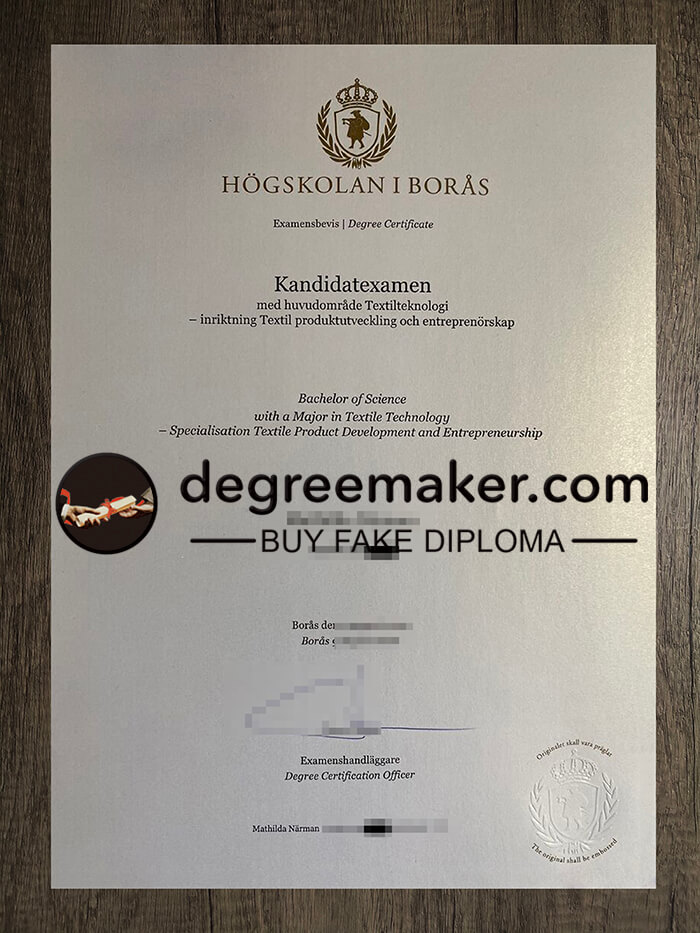 HÖGSKOLAN I BORÅS
Examensbevis | Degree Certificate
Kandidatexamen
med huvudområde Textilteknologi
– inriktning Textil produktutveckling och entreprenörskap
Bachelor of Science
with a Major in Textile Technology
– Specialisation Textile Product Development and Entrepreneurship
degreemaker.com
BUY FAKE DIPLOMA
Borås
Borås
Examenshandläggare
Degree Certification Officer
Mathilda Närman
Originalet skall vara präglat
The original shall be embossed